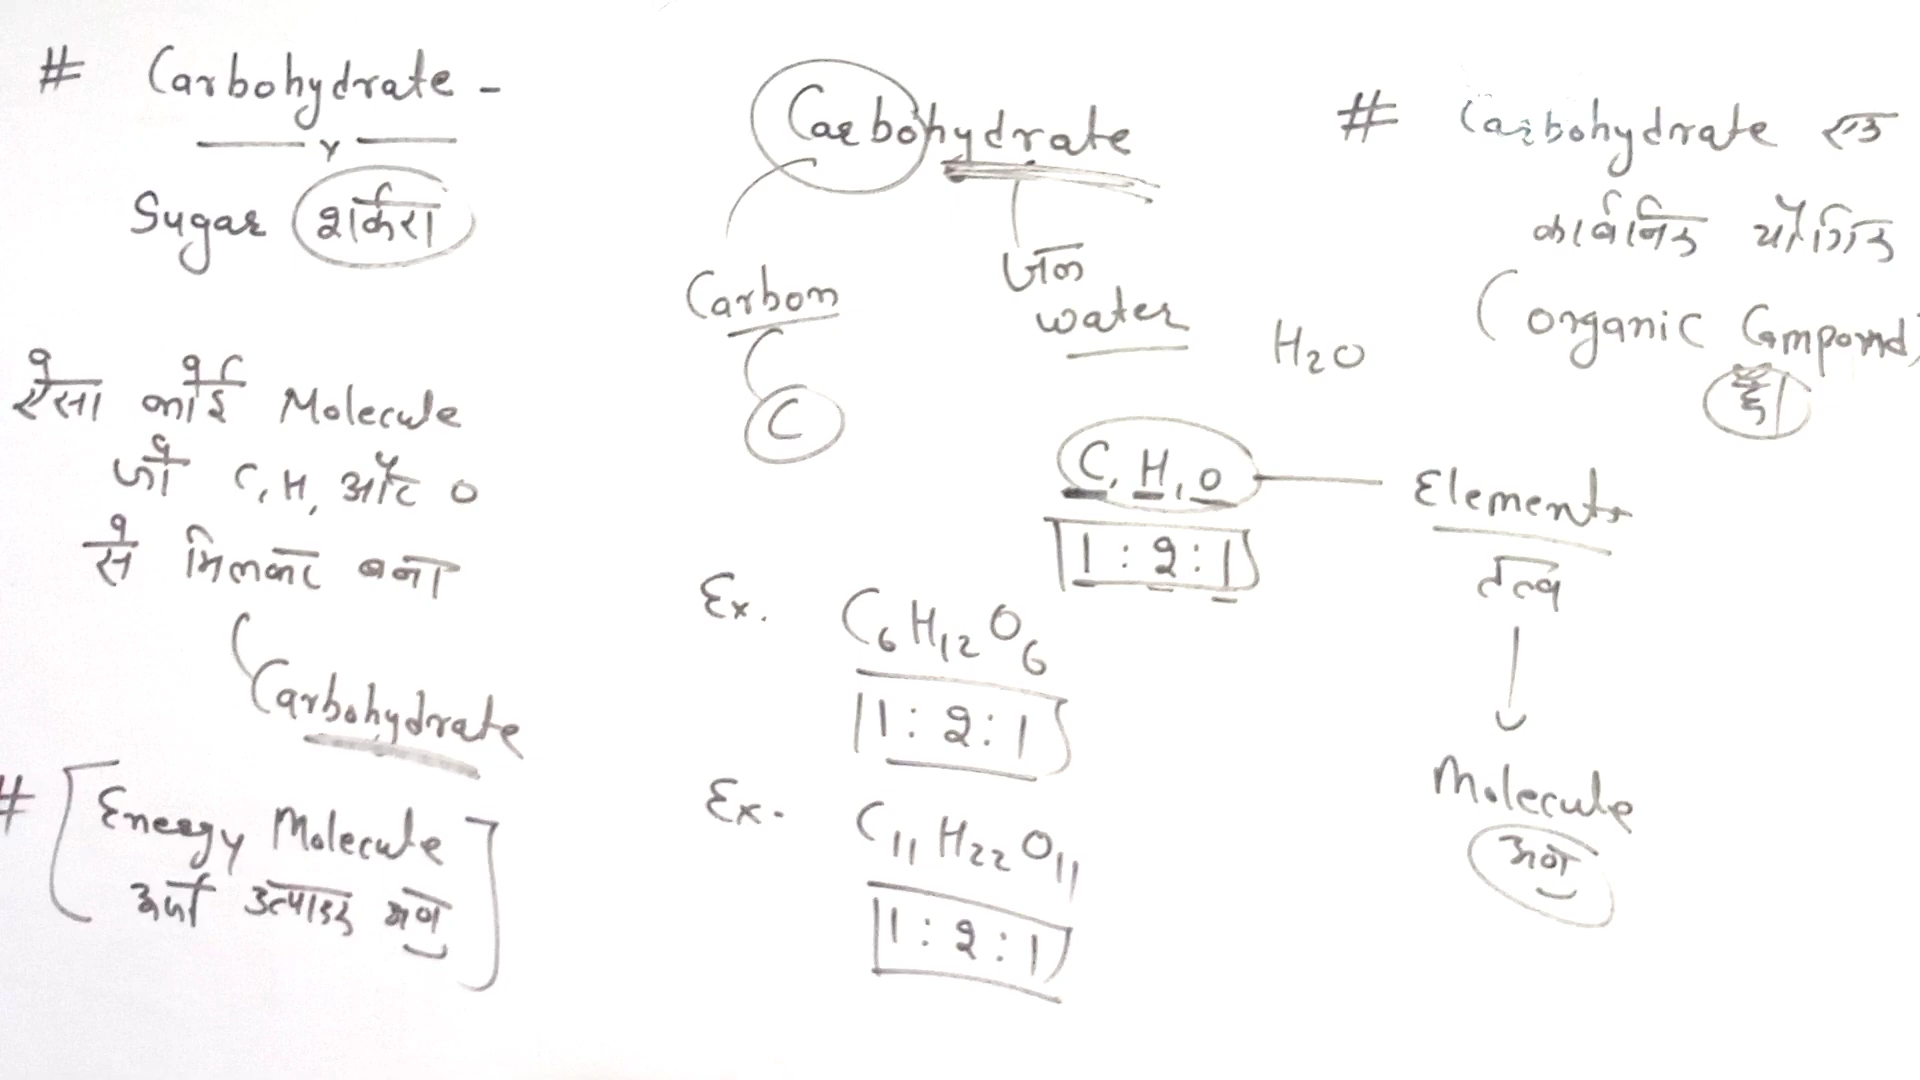 # Carbohydrate -
Sugar शर्करा
ऐसा कोई Molecule
जो C, H, और O
से मिलकर बना
Carbohydrate
# [Energy Molecule
ऊर्जा उत्पादक अणु]
Carbohydrate
Carbon
C
जल
water
H2O
C, H, O
1 : 2 : 1
Ex. C6H12O6
1 : 2 : 1
Ex. C11H22O11
1 : 2 : 1
# Carbohydrate एक
कार्बनिक यौगिक
(organic Compound)
है।
Elements
तत्व
Molecule
अणु